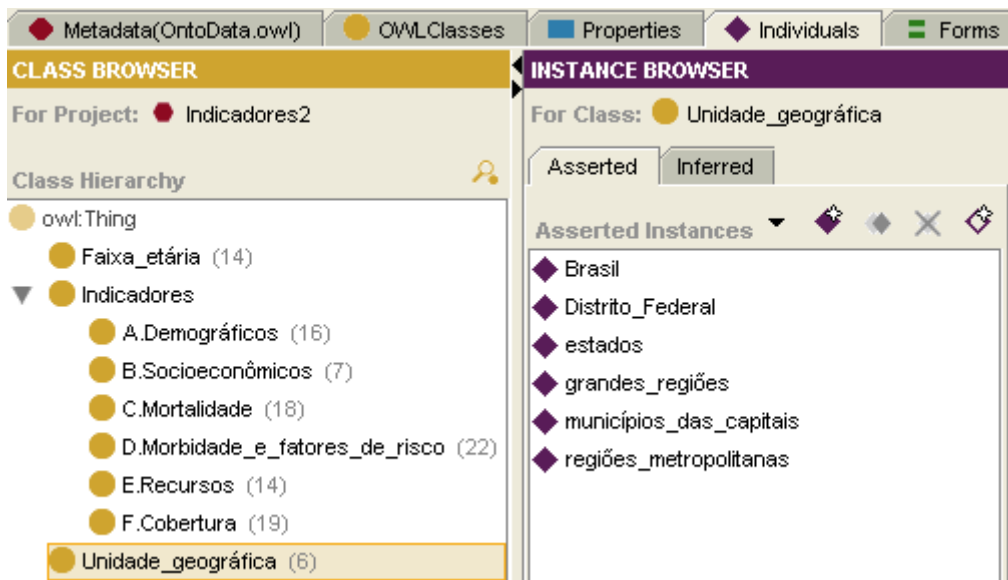 Metadata(OntoData.owl) OWLClasses Properties Individuals Forms
CLASS BROWSER
For Project: Indicadores2
Class Hierarchy
owl:Thing
Faixa_etária (14)
Indicadores
A.Demográficos (16)
B.Socioeconômicos (7)
C.Mortalidade (18)
D.Morbidade_e_fatores_de_risco (22)
E.Recursos (14)
F.Cobertura (19)
Unidade_geográfica (6)
INSTANCE BROWSER
For Class: Unidade_geográfica
Asserted Inferred
Asserted Instances
Brasil
Distrito_Federal
estados
grandes_regiões
municípios_das_capitais
regiões_metropolitanas